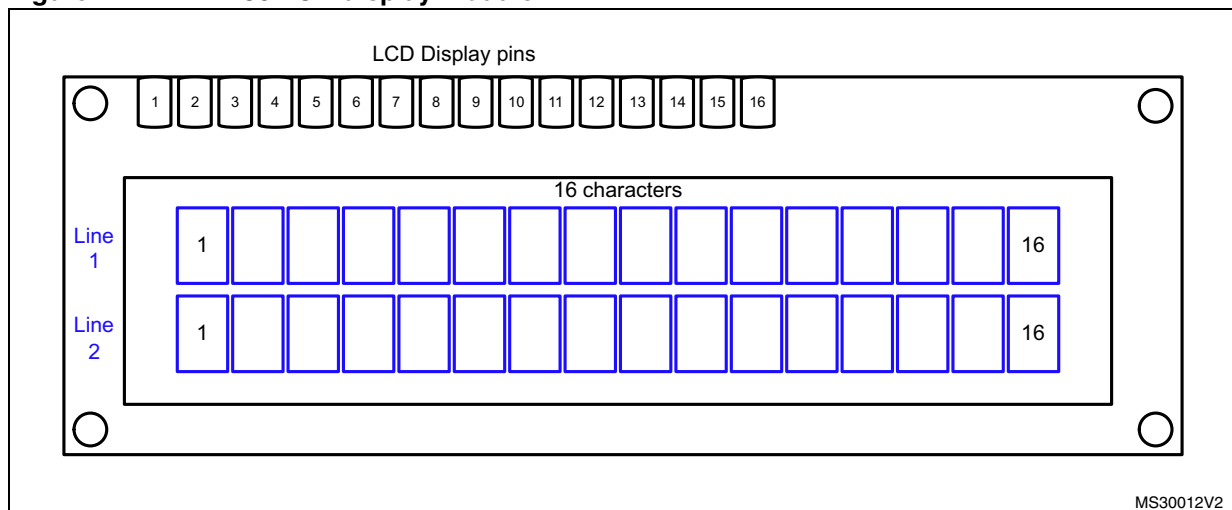 LCD Display pins
1 2 3 4 5 6 7 8 9 10 11 12 13 14 15 16
16 characters
Line 1
1 16
Line 2
1 16
MS30012V2